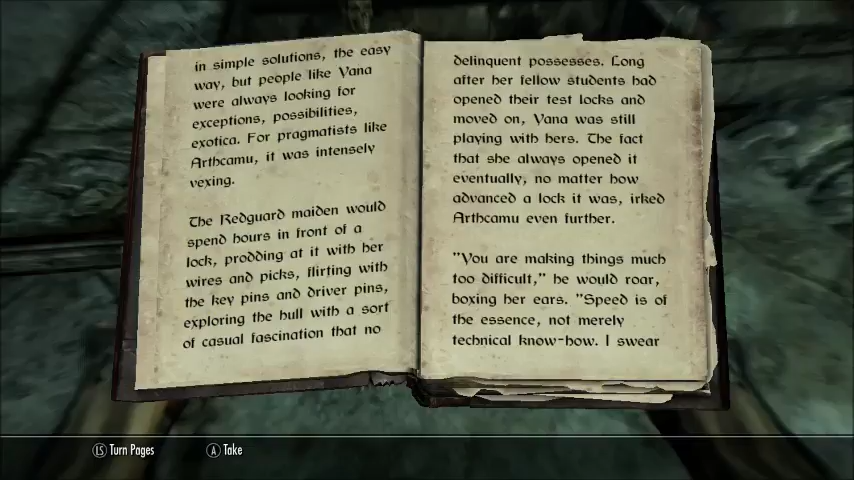 in simple solutions, the easy
way, but people like Vana
were always looking for
exceptions, possibilities,
exotica. For pragmatists like
Arthcamu, it was intensely
vexing.
The Redguard maiden would
spend hours in front of a
lock, prodding at it with her
wires and picks, flirting with
the key pins and driver pins,
exploring the hull with a sort
of casual fascination that no
delinquent possesses. Long
after her fellow students had
opened their test locks and
moved on, Vana was still
playing with hers. The fact
that she always opened it
eventually, no matter how
advanced a lock it was, irked
Arthcamu even further.
"You are making things much
too difficult," he would roar,
boxing her ears. "Speed is of
the essence, not merely
technical know-how. I swear
LS Turn Pages
A Take